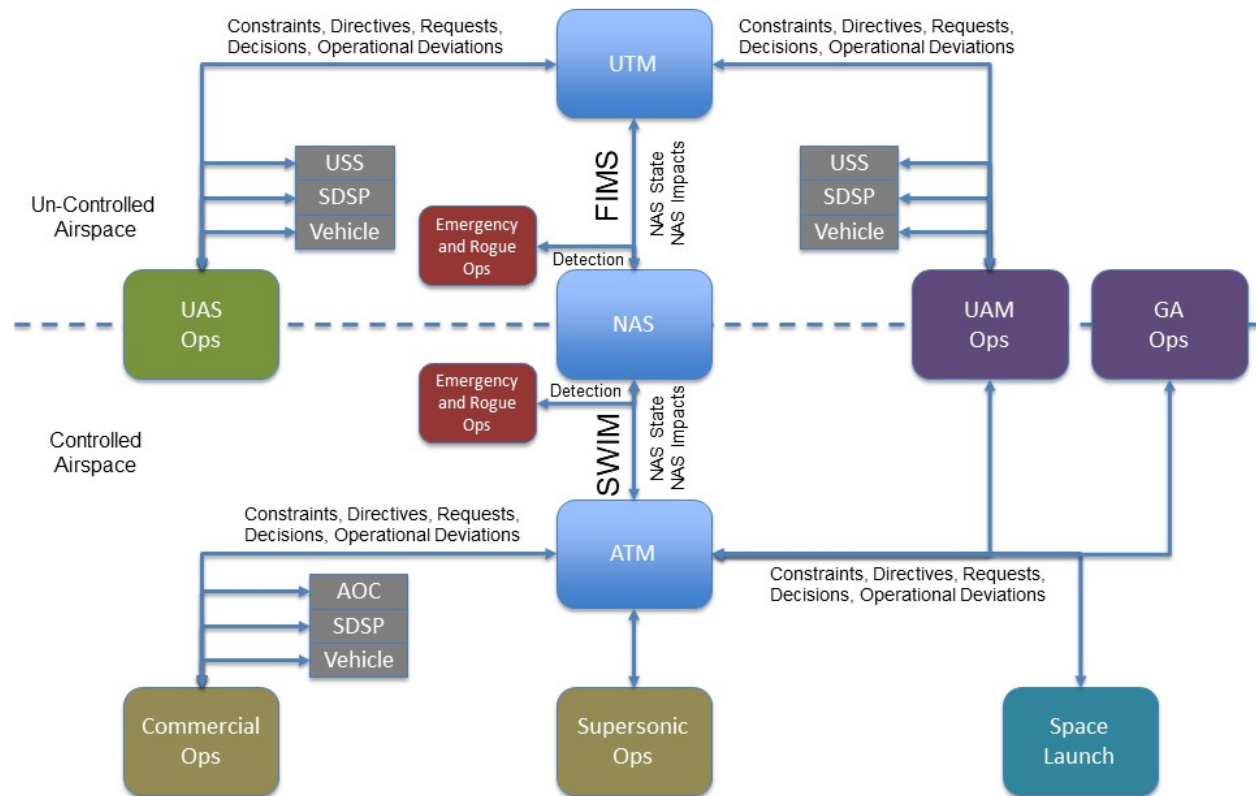 Constraints, Directives, Requests,
Decisions, Operational Deviations
UTM
Constraints, Directives, Requests,
Decisions, Operational Deviations
USS
SDSP
Vehicle
FIMS
NAS State
NAS Impacts
USS
SDSP
Vehicle
Un-Controlled
Airspace
Emergency
and Rogue
Ops
Detection
UAS
Ops
NAS
UAM
Ops
GA
Ops
Emergency
and Rogue
Ops
Detection
SWIM
NAS State
NAS Impacts
Controlled
Airspace
Constraints, Directives, Requests,
Decisions, Operational Deviations
ATM
Constraints, Directives, Requests,
Decisions, Operational Deviations
AOC
SDSP
Vehicle
Commercial
Ops
Supersonic
Ops
Space
Launch